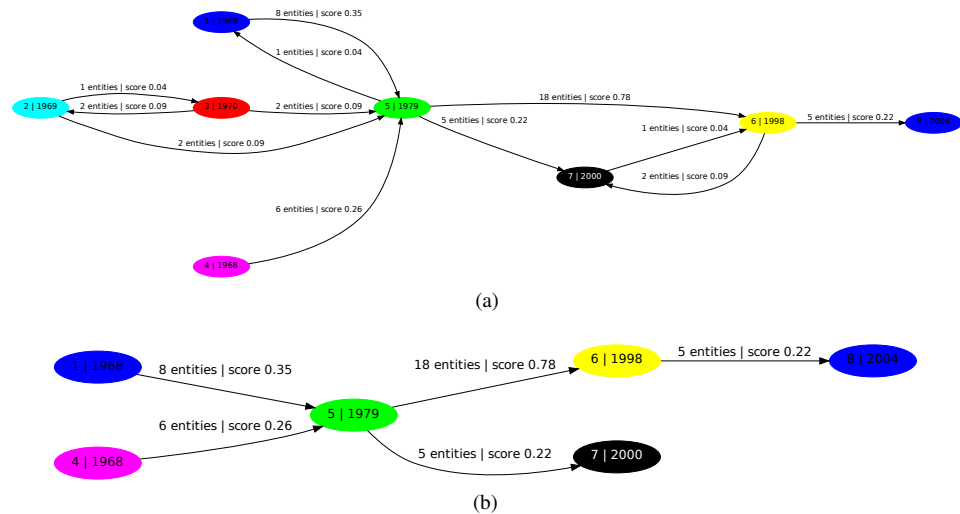 1 | 1968
8 entities | score 0.35
1 entities | score 0.04
1 entities | score 0.04
2 | 1969
2 entities | score 0.09
3 | 1970
2 entities | score 0.09
5 | 1979
18 entities | score 0.78
5 entities | score 0.22
1 entities | score 0.04
6 | 1998
5 entities | score 0.22
8 | 2004
2 entities | score 0.09
7 | 2000
2 entities | score 0.09
6 entities | score 0.26
4 | 1968
(a)
1 | 1968
8 entities | score 0.35
18 entities | score 0.78
6 | 1998
5 entities | score 0.22
8 | 2004
5 | 1979
6 entities | score 0.26
4 | 1968
5 entities | score 0.22
7 | 2000
(b)